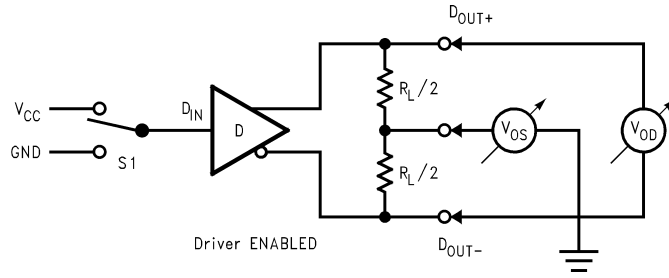 DOUT+
VCC
DIN
RL/2
D
VOS
VOD
GND
S1
RL/2
Driver ENABLED
DOUT−